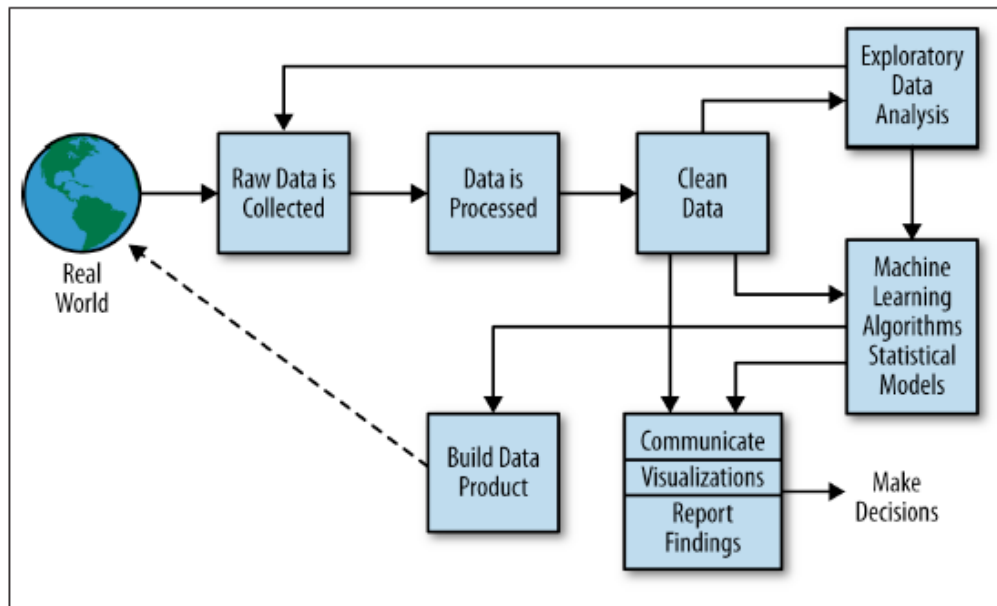 Exploratory
Data
Analysis
Raw Data is
Collected
Data is
Processed
Clean
Data
Real
World
Machine
Learning
Algorithms
Statistical
Models
Build Data
Product
Communicate
Visualizations
Report
Findings
Make
Decisions